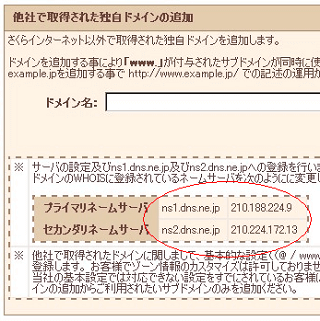 他社で取得された独自ドメインの追加
さくらインターネット以外で取得された独自ドメインを追加します。
ドメインを追加する事により「www.」が付与されたサブドメインが同時に使
example.jpを追加する事で http://www.example.jp/ での記述の運用が
ドメイン名:
※ サーバの設定及びns1.dns.ne.jp及びns2.dns.ne.jpへの登録を行いま
ドメインのWHOISに登録されているネームサーバを次のように変更し
プライマリネームサーバ ns1.dns.ne.jp 210.188.224.9
セカンダリネームサーバ ns2.dns.ne.jp 210.224.172.13
※ 他社で取得されたドメインに関しまして、基本的な設定(@ / www
登録します。お客様でゾーン情報のカスタマイズは許可しておりませ
当社の基本設定では対応できない設定をすでにされているお客様に
インの追加からご利用されたいサブドメインのみを追加ください。